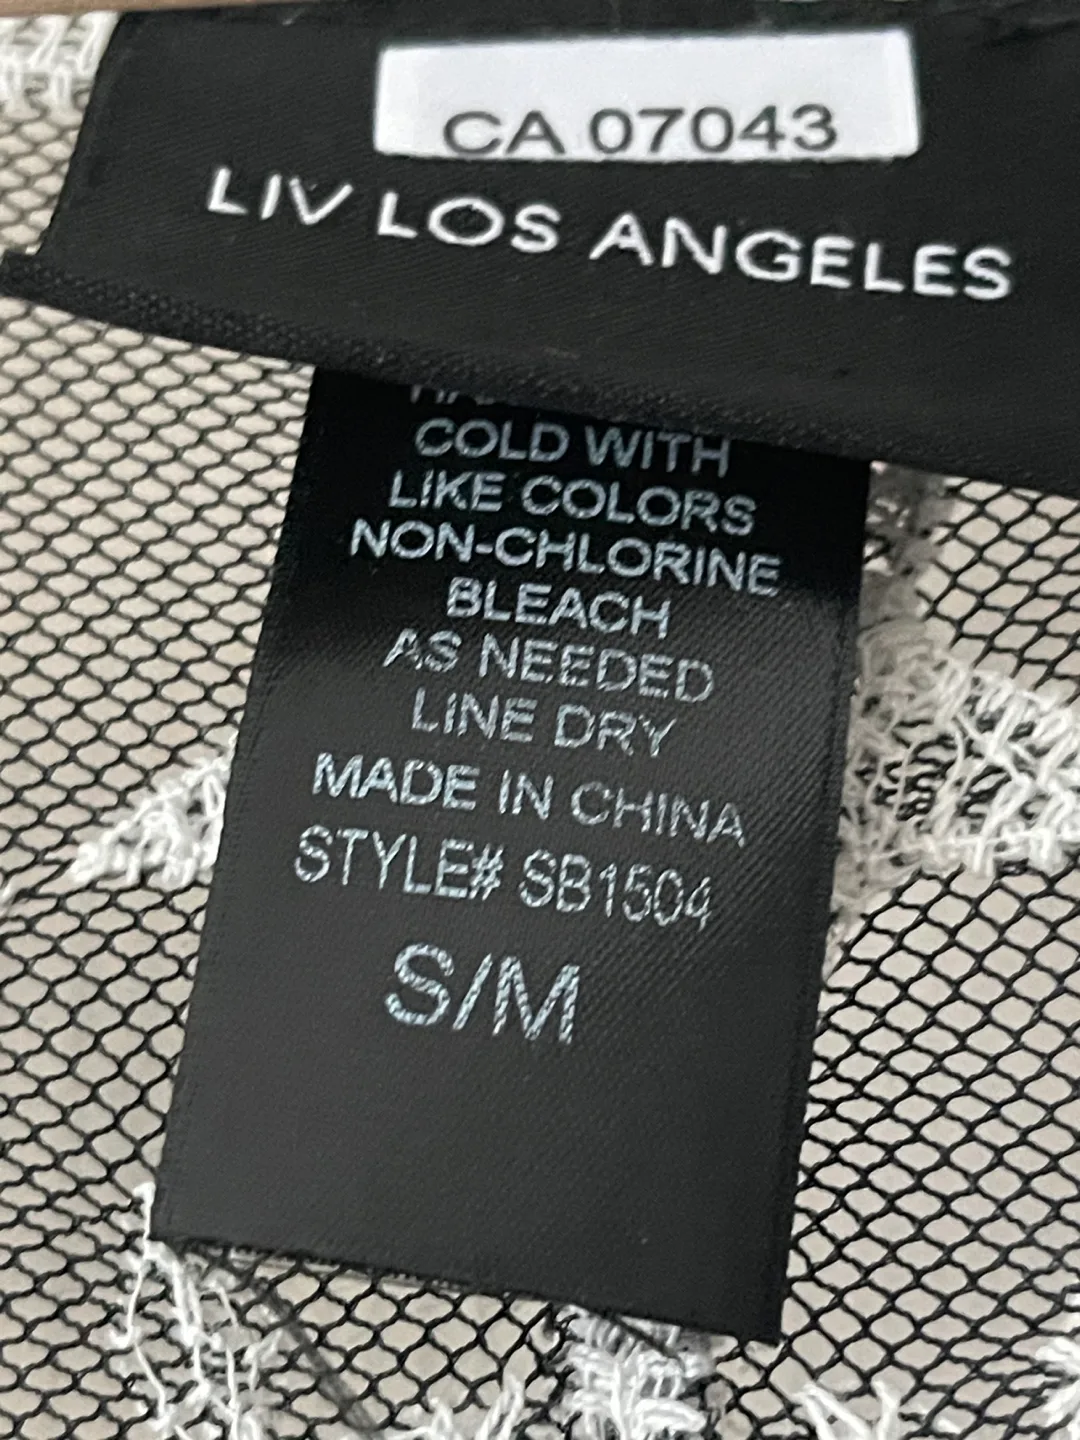 CA 07043
LIV LOS ANGELES
COLD WITH
LIKE COLORS
NON-CHLORINE
BLEACH
AS NEEDED
LINE DRY
MADE IN CHINA
STYLE# SB1504
S/M